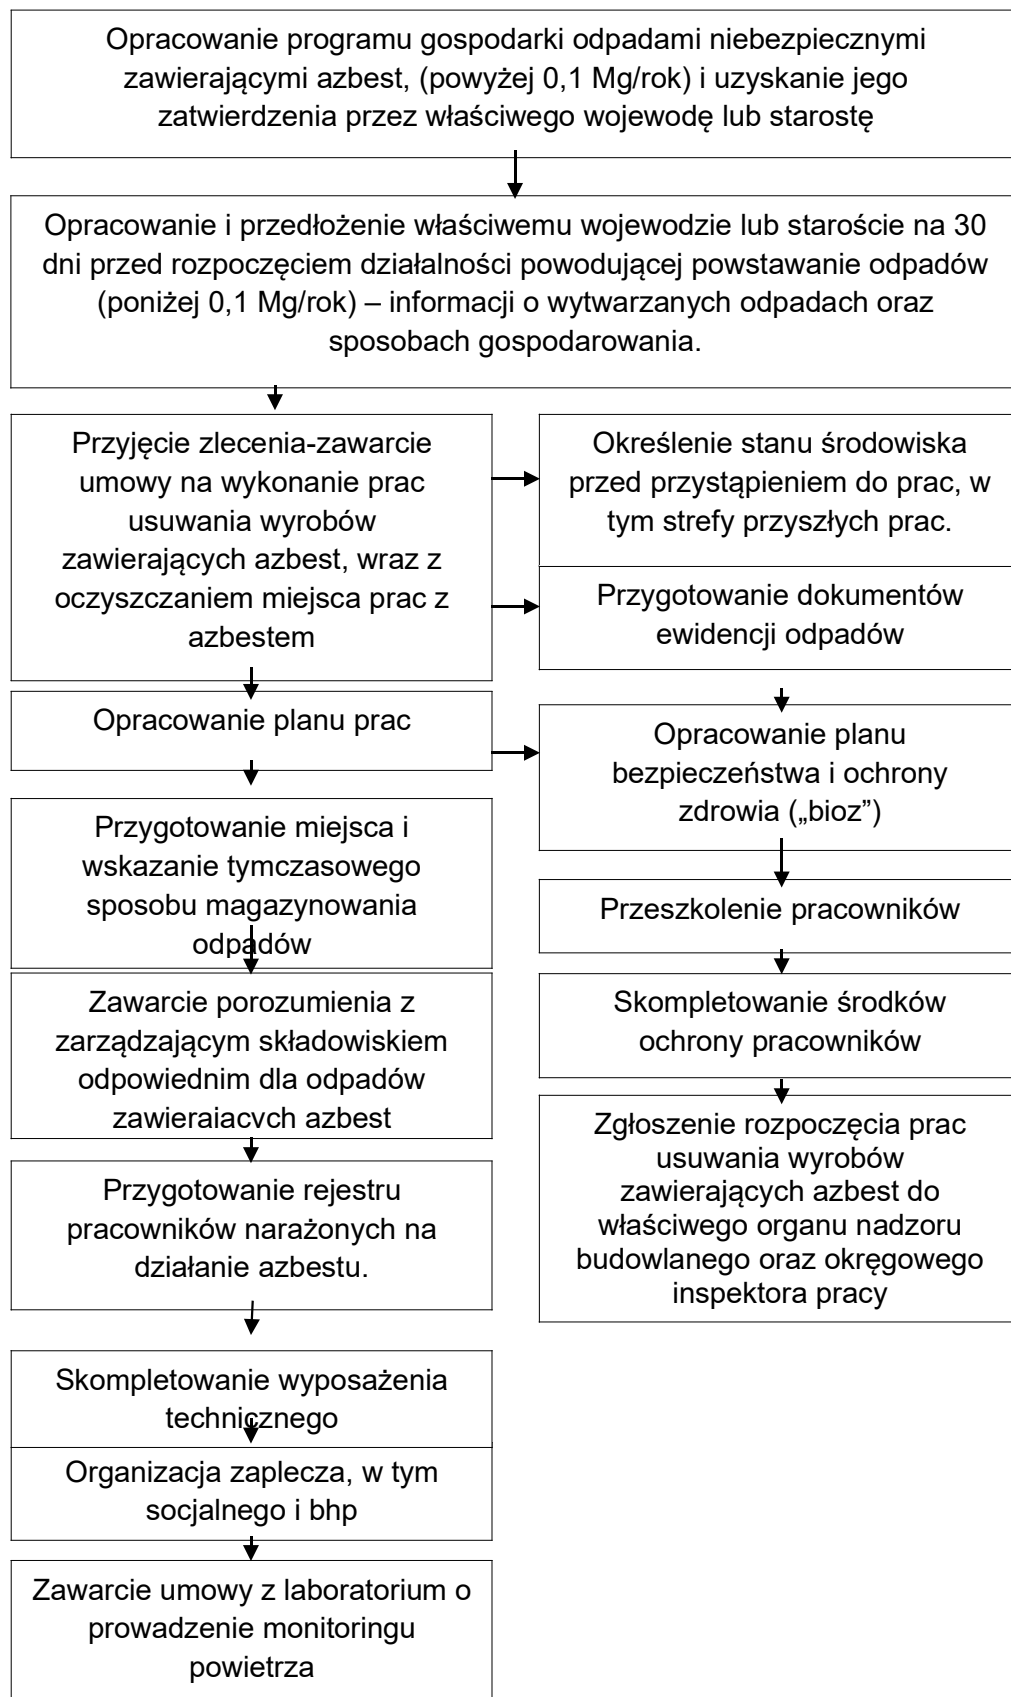 Opracowanie programu gospodarki odpadami niebezpiecznymi
zawierającymi azbest, (powyżej 0,1 Mg/rok) i uzyskanie jego
zatwierdzenia przez właściwego wojewodę lub starostę
Opracowanie i przedłożenie właściwemu wojewodzie lub staroście na 30
dni przed rozpoczęciem działalności powodującej powstawanie odpadów
(poniżej 0,1 Mg/rok) – informacji o wytwarzanych odpadach oraz
sposobach gospodarowania.
Przyjęcie zlecenia-zawarcie
umowy na wykonanie prac
usuwania wyrobów
zawierających azbest, wraz z
oczyszczaniem miejsca prac z
azbestem
Opracowanie planu prac
Przygotowanie miejsca i
wskazanie tymczasowego
sposobu magazynowania
odpadów
Zawarcie porozumienia z
zarządzającym składowiskiem
odpowiednim dla odpadów
zawierających azbest
Przygotowanie rejestru
pracowników narażonych na
działanie azbestu.
Skompletowanie wyposażenia
technicznego
Organizacja zaplecza, w tym
socjalnego i bhp
Zawarcie umowy z laboratorium o
prowadzenie monitoringu
powietrza
Określenie stanu środowiska
przed przystąpieniem do prac, w
tym strefy przyszłych prac.
Przygotowanie dokumentów
ewidencji odpadów
Opracowanie planu
bezpieczeństwa i ochrony
zdrowia („bioz”)
Przeszkolenie pracowników
Skompletowanie środków
ochrony pracowników
Zgłoszenie rozpoczęcia prac
usuwania wyrobów
zawierających azbest do
właściwego organu nadzoru
budowlanego oraz okręgowego
inspektora pracy